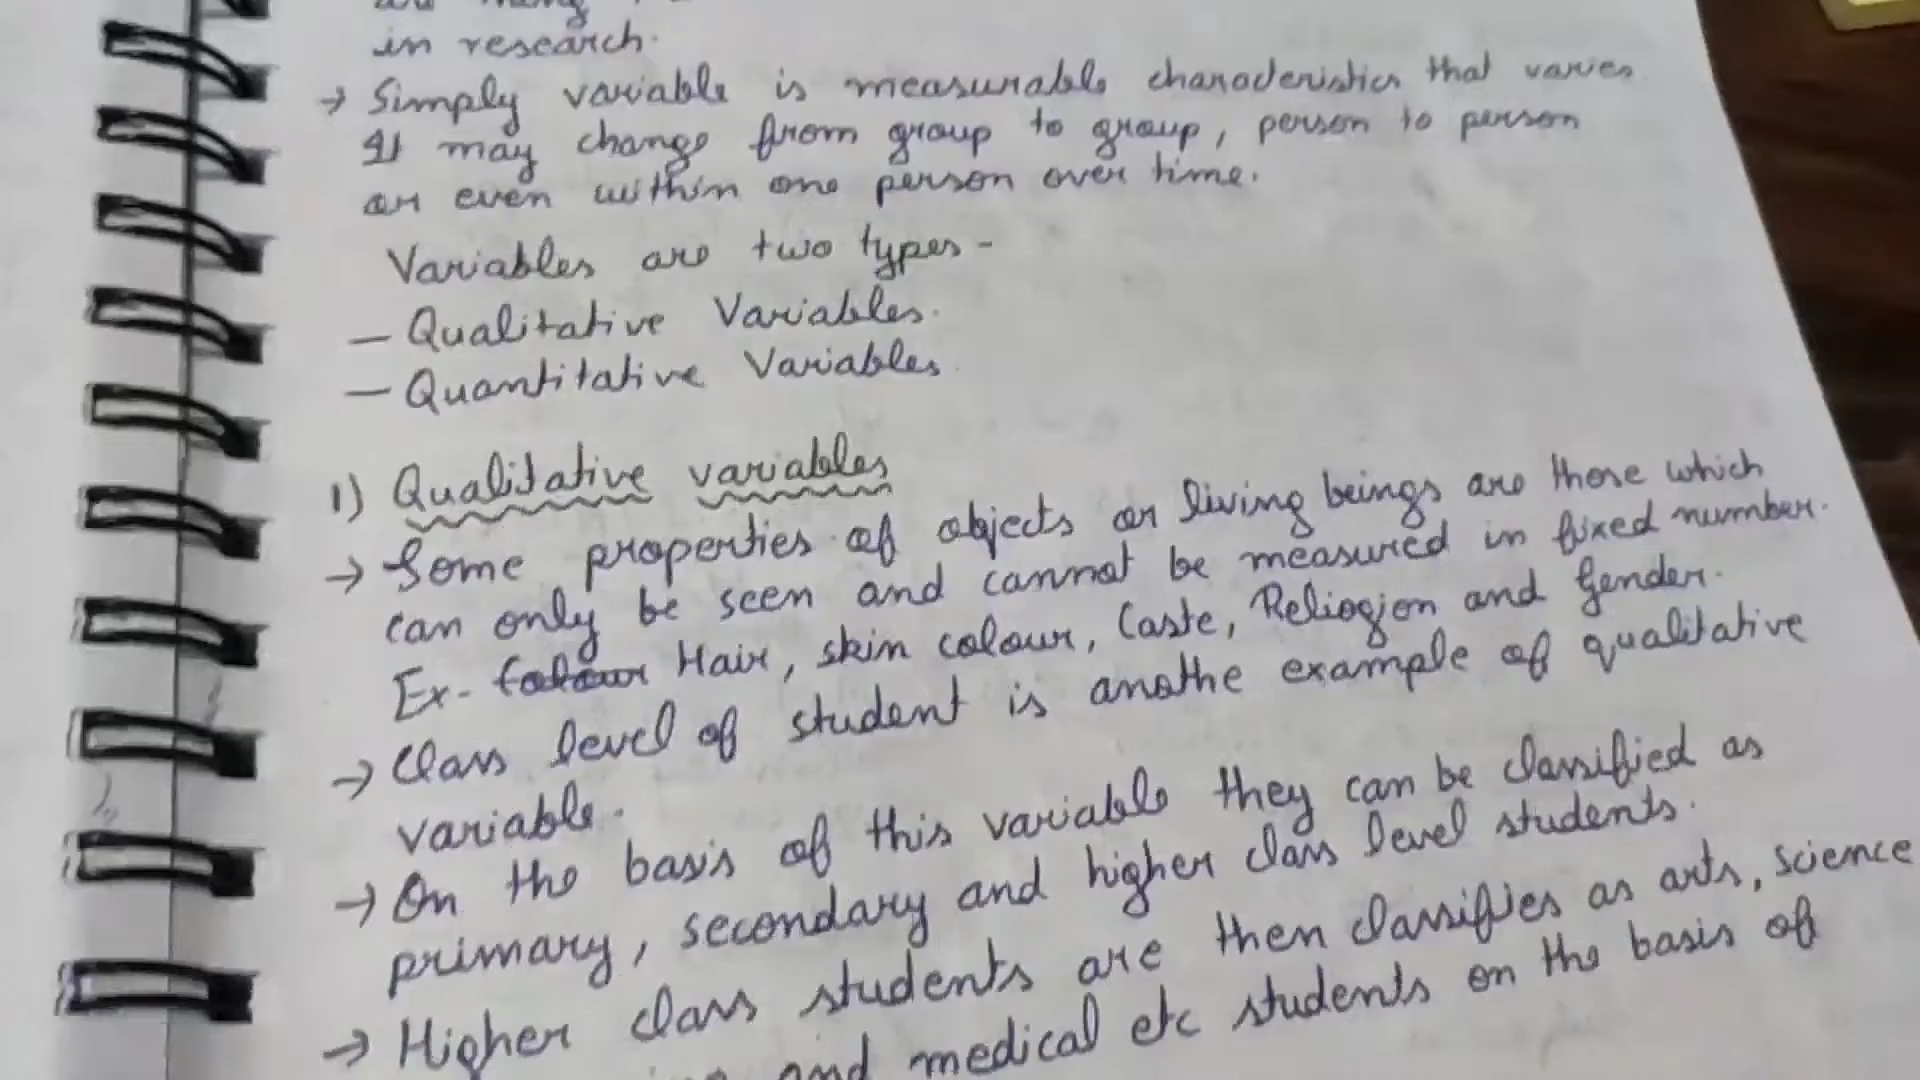 in research.
→ Simply variable is measurable characteristics that varies.
It may change from group to group, person to person
or even within one person over time.
Variables are two types -
— Qualitative Variables.
— Quantitative Variables.
1) Qualitative variables
→ Some properties of objects or living beings are those which
can only be seen and cannot be measured in fixed number.
Ex- Hair, skin colour, Caste, Reliogion and Gender.
→ Class level of student is anothe example of qualitative
variable.
→ On the basis of this variable they can be classified as
primary, secondary and higher class level students.
→ Higher class students are then classifies as arts, science
and medical etc students on the basis of